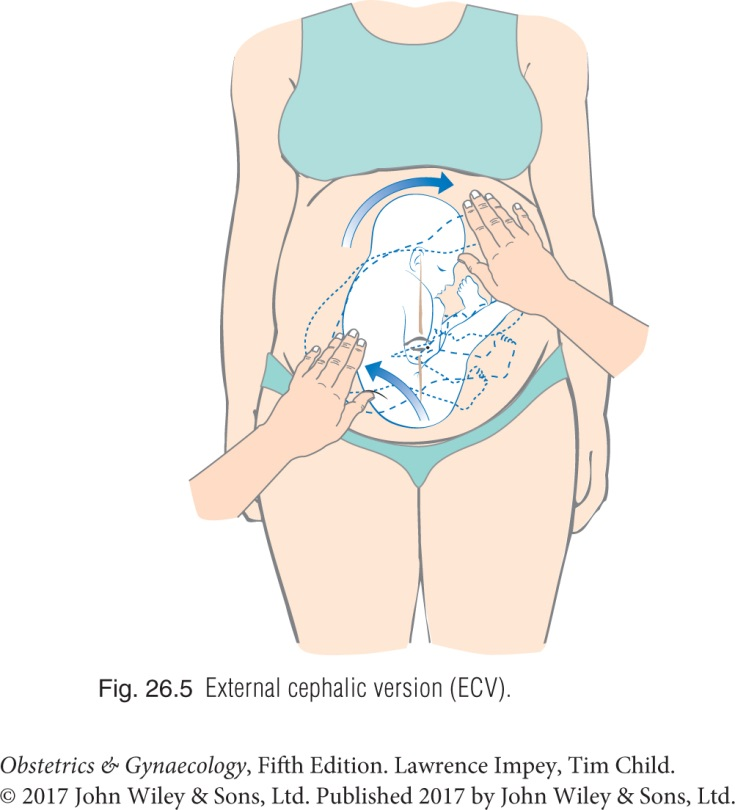 Fig. 26.5 External cephalic version (ECV).
Obstetrics & Gynaecology, Fifth Edition. Lawrence Impey, Tim Child.
© 2017 John Wiley & Sons, Ltd. Published 2017 by John Wiley & Sons, Ltd.